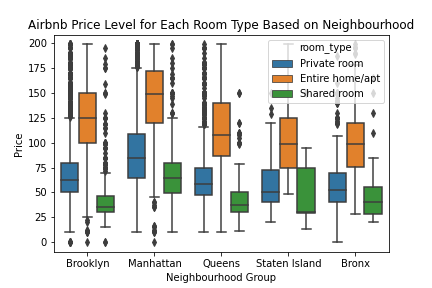 Airbnb Price Level for Each Room Type Based on Neighbourhood
room_type
Private room
Entire home/apt
Shared room
Price
200
175
150
125
100
75
50
25
0
Brooklyn Manhattan Queens Staten Island Bronx
Neighbourhood Group